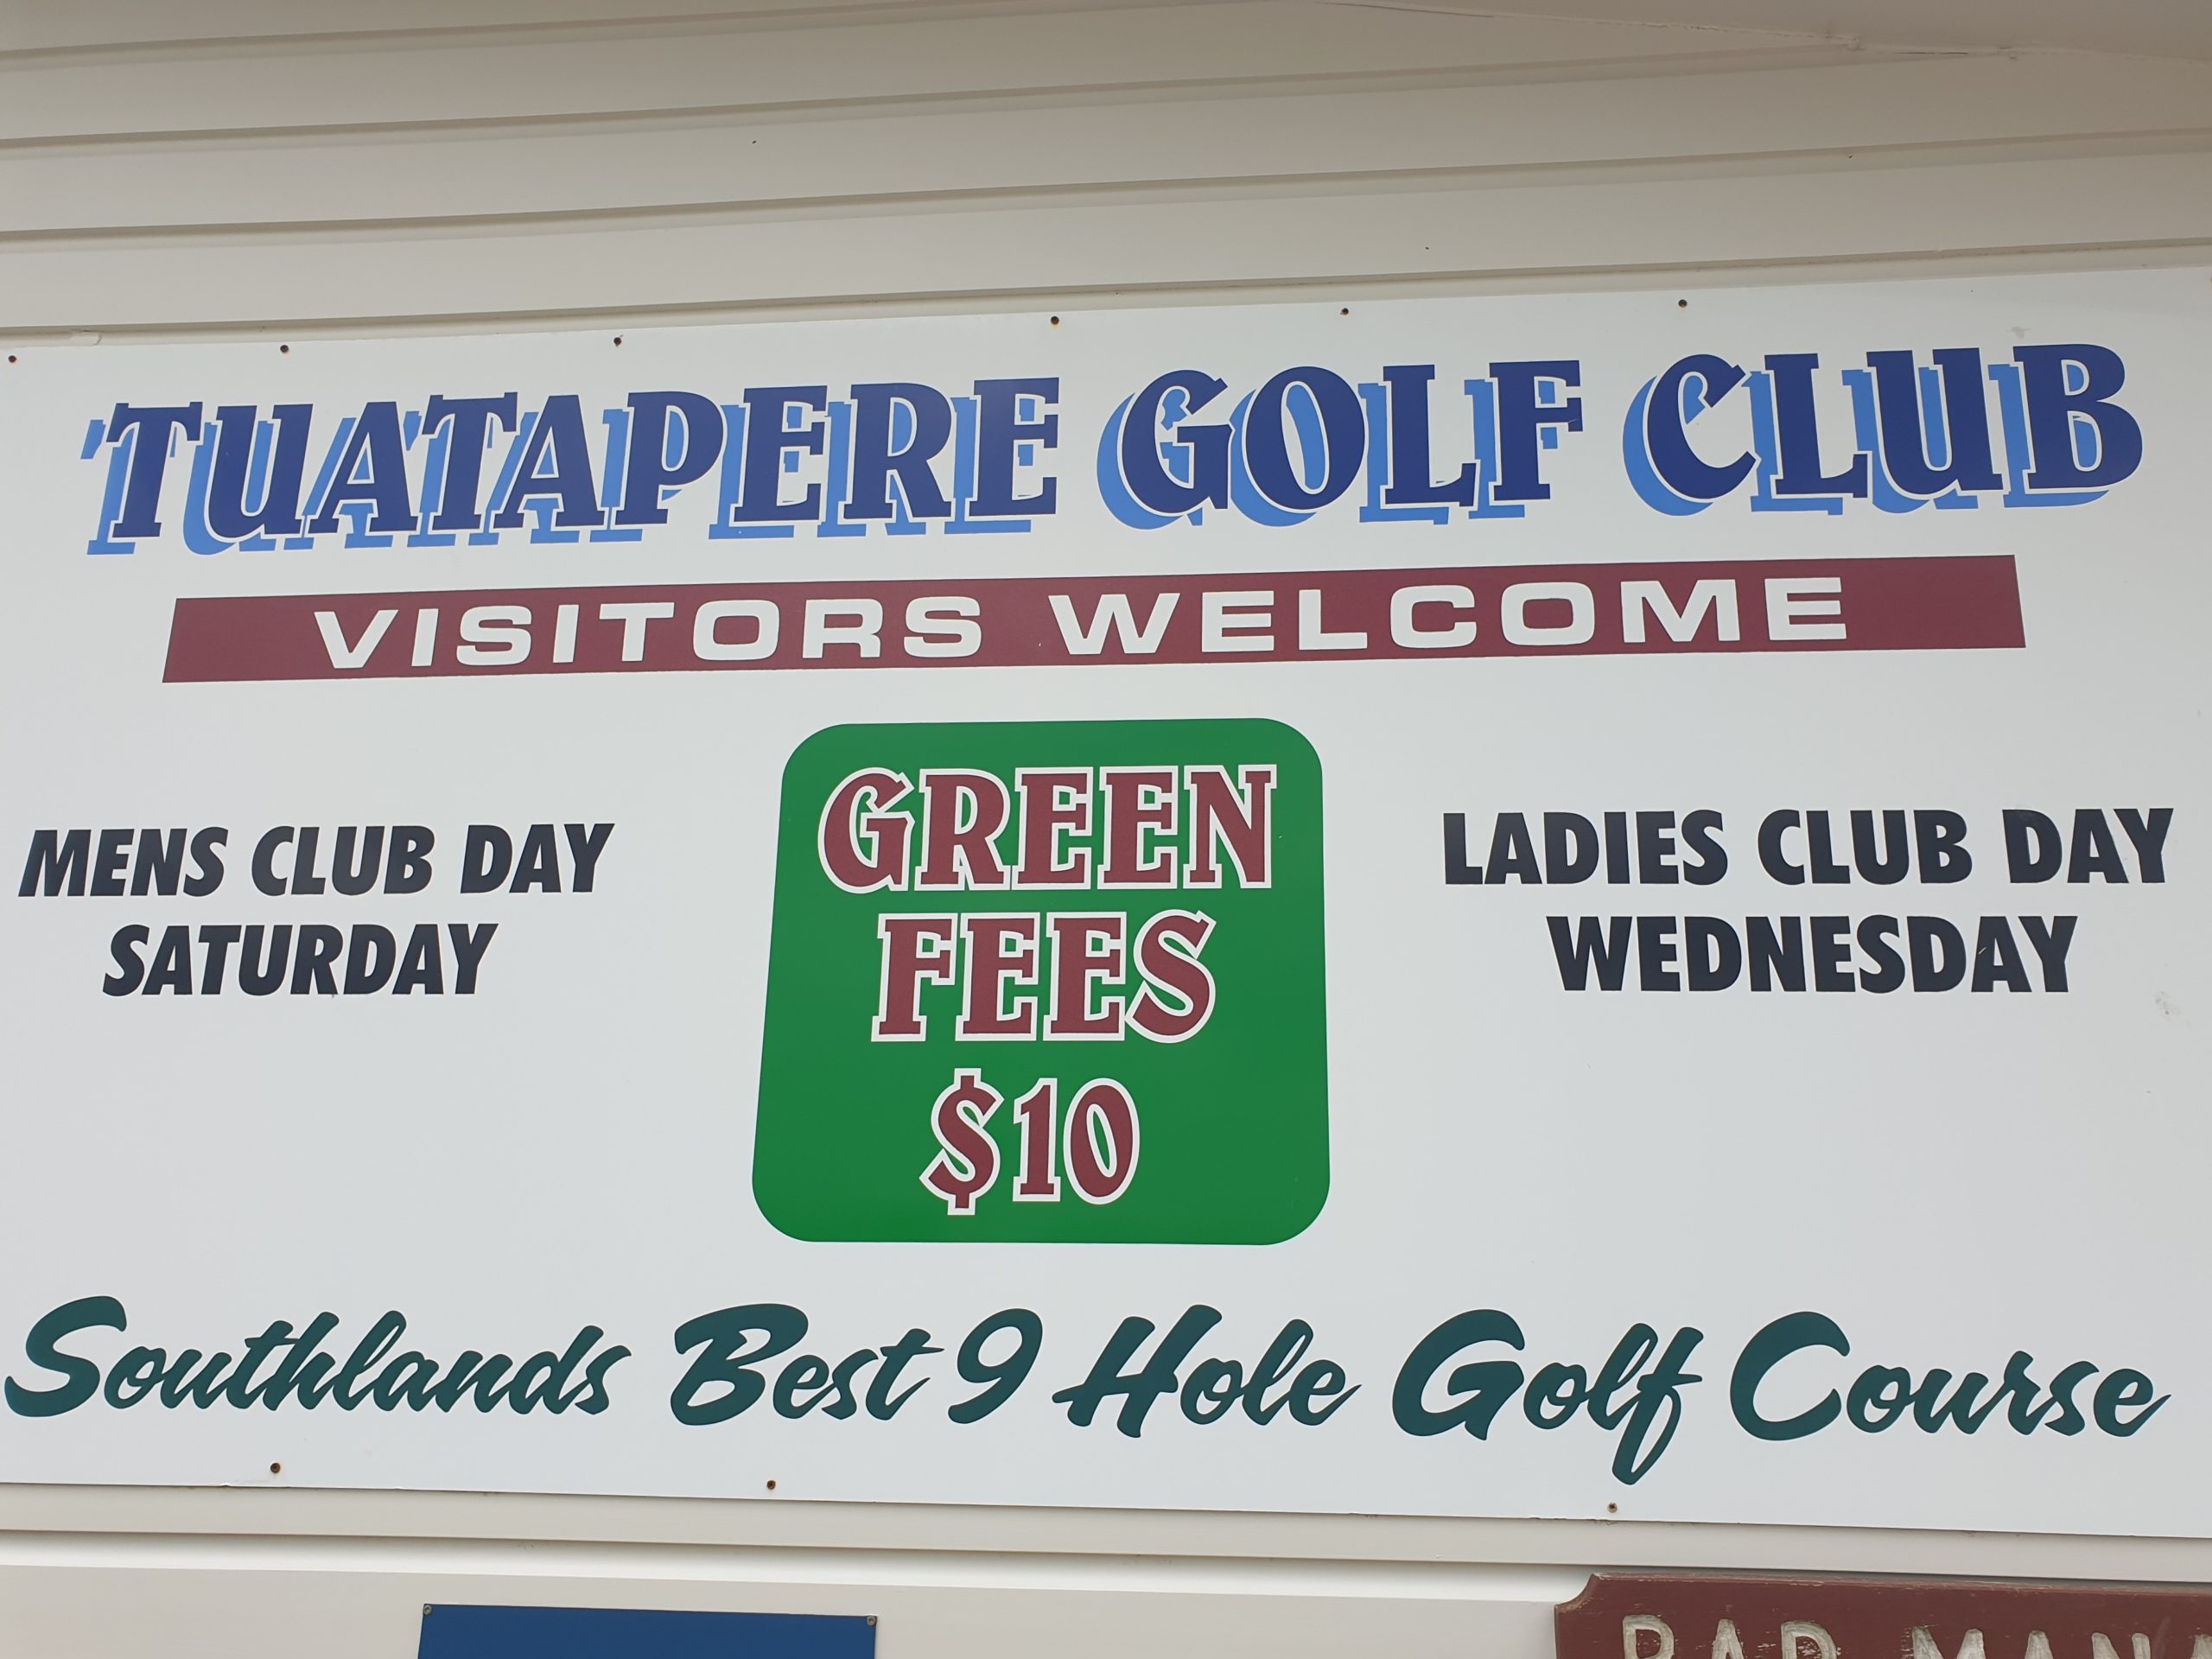 TUATAPERE GOLF CLUB
VISITORS WELCOME
MENS CLUB DAY
SATURDAY
GREEN
FEES
$10
LADIES CLUB DAY
WEDNESDAY
Southlands Best 9 Hole Golf Course
BAR